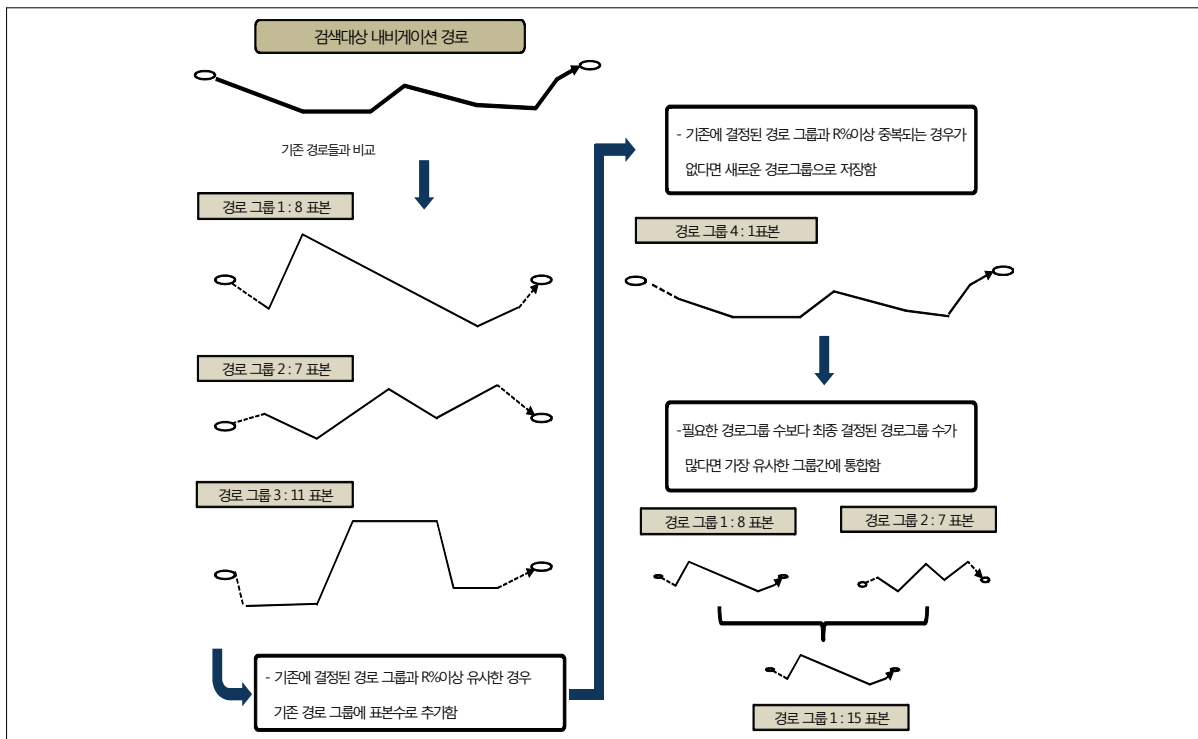 검색대상 내비게이션 경로
기존 경로들과 비교
경로 그룹 1 : 8 표본
경로 그룹 2 : 7 표본
경로 그룹 3 : 11 표본
- 기존에 결정된 경로 그룹과 R%이상 유사한 경우
기존 경로 그룹에 표본수로 추가함
- 기존에 결정된 경로 그룹과 R%이상 중복되는 경우가
없다면 새로운 경로그룹으로 저장함
경로 그룹 4 : 1표본
-필요한 경로그룹 수보다 최종 결정된 경로그룹 수가
많다면 가장 유사한 그룹간에 통합함
경로 그룹 1 : 8 표본
경로 그룹 2 : 7 표본
경로 그룹 1 : 15 표본